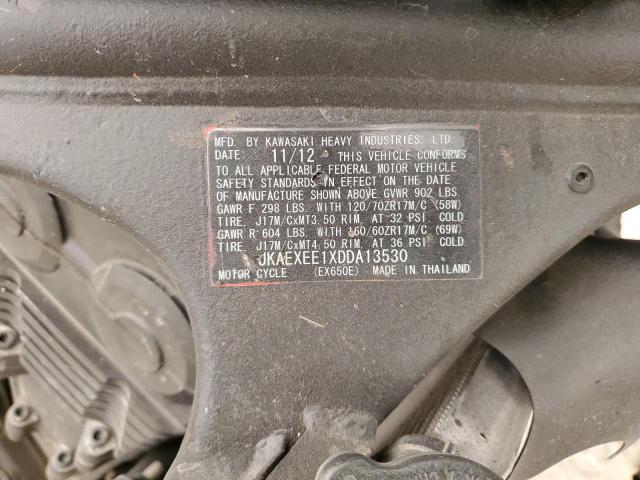 MFD. BY KAWASAKI HEAVY INDUSTRIES, LTD
DATE: 11/12 THIS VEHICLE CONFORMS
TO ALL APPLICABLE FEDERAL MOTOR VEHICLE
SAFETY STANDARDS IN EFFECT ON THE DATE
OF MANUFACTURE SHOWN ABOVE GVWR 902 LBS.
GAWR F 298 LBS. WITH 120/70ZR17M/C (58W)
TIRE, J17M/CxMT3.50 RIM, AT 32 PSI COLD.
GAWR R 604 LBS. WITH 160/60ZR17M/C (69W)
TIRE, J17M/CxMT4.50 RIM, AT 36 PSI COLD.
JKAEXEE1XDDA13530
MOTOR CYCLE (EX650E) MADE IN THAILAND